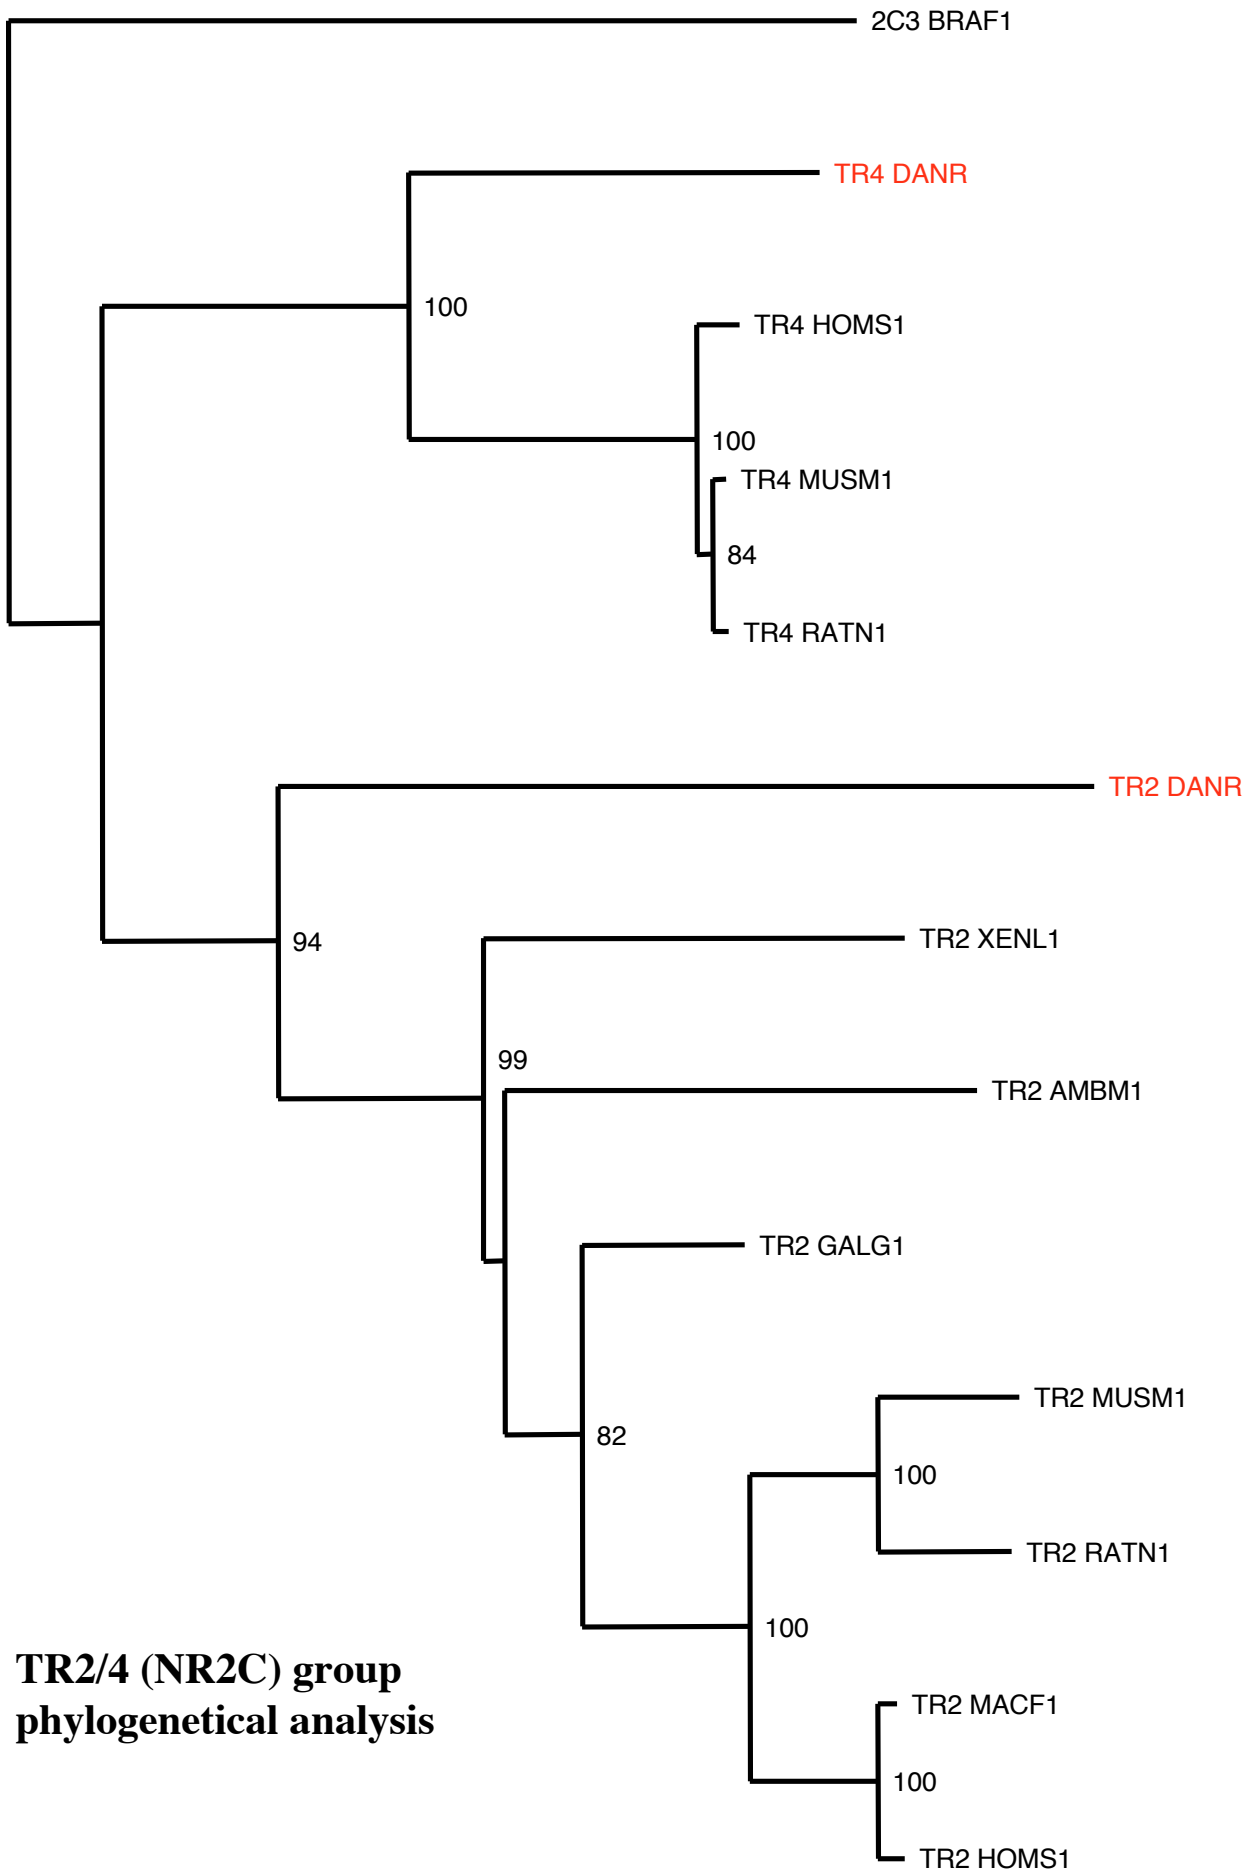 2C3 BRAF1
TR4 DANR
100
TR4 HOMS1
100
TR4 MUSM1
84
TR4 RATN1
TR2 DANR
94
TR2 XENL1
99
TR2 AMBM1
TR2 GALG1
TR2 MUSM1
82
100
TR2 RATN1
100
TR2/4 (NR2C) group
phylogenetical analysis
TR2 MACF1
100
TR2 HOMS1